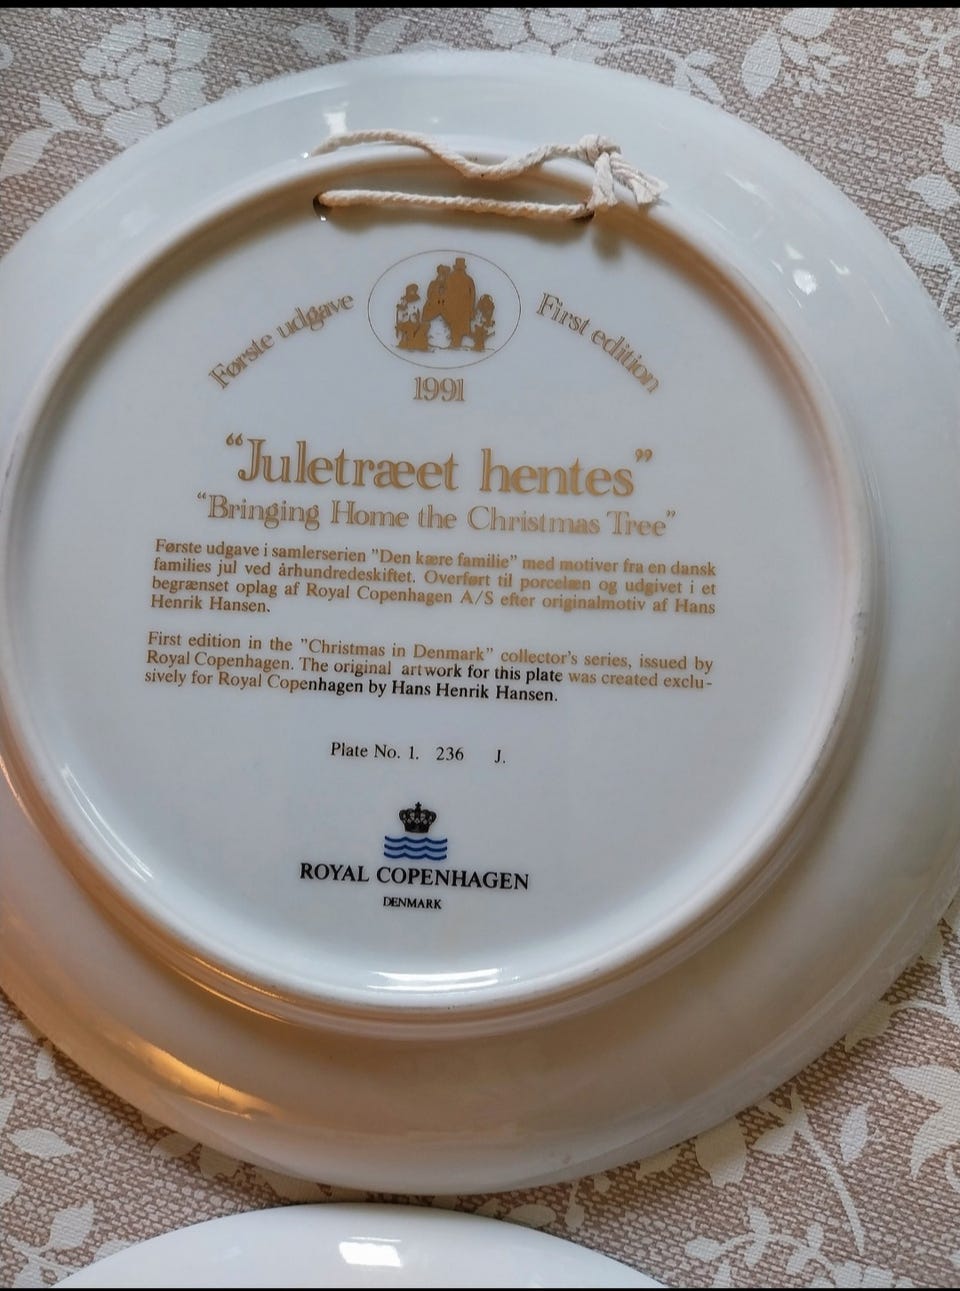 Første udgave
First edition
1991
“Juletræet hentes”
“Bringing Home the Christmas Tree”
Første udgave i samlerserien "Den kære familie" med motiver fra en dansk
families jul ved århundredeskiftet. Overført til porcelæn og udgivet i et
begrænset oplag af Royal Copenhagen A/S efter originalmotiv af Hans
Henrik Hansen.
First edition in the "Christmas in Denmark" collector's series, issued by
Royal Copenhagen. The original artwork for this plate was created exclu-
sively for Royal Copenhagen by Hans Henrik Hansen.
Plate No. 1. 236 J.
ROYAL COPENHAGEN
DENMARK